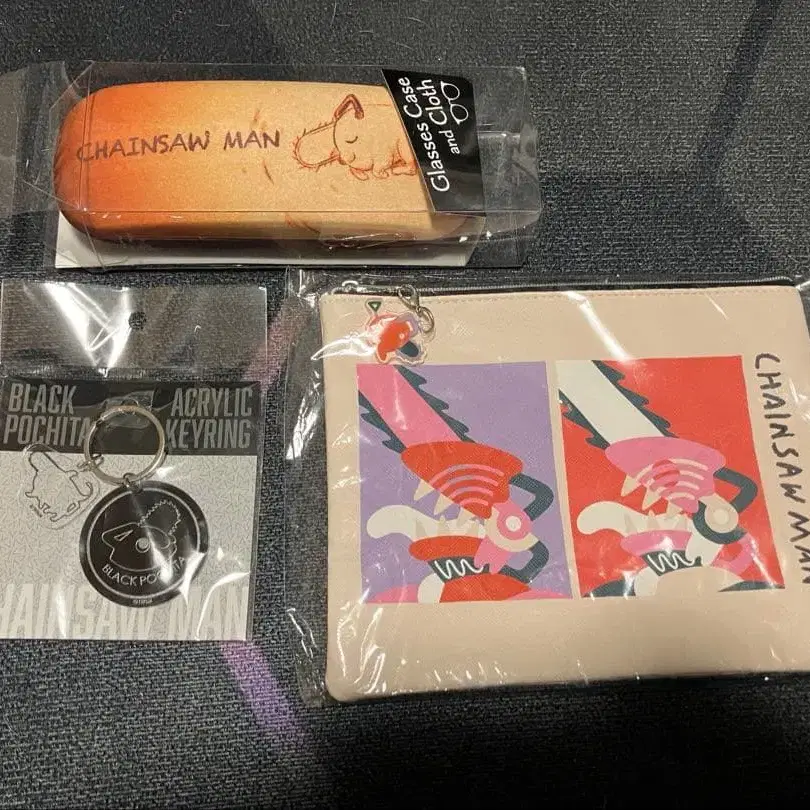 CHAINSAW MAN
Glasses Case
and Cloth
BLACK
POCHITA
ACRYLIC
KEYRING
BLACK POCHITA
CHAINSAW MAN
CHAINSAW MAN